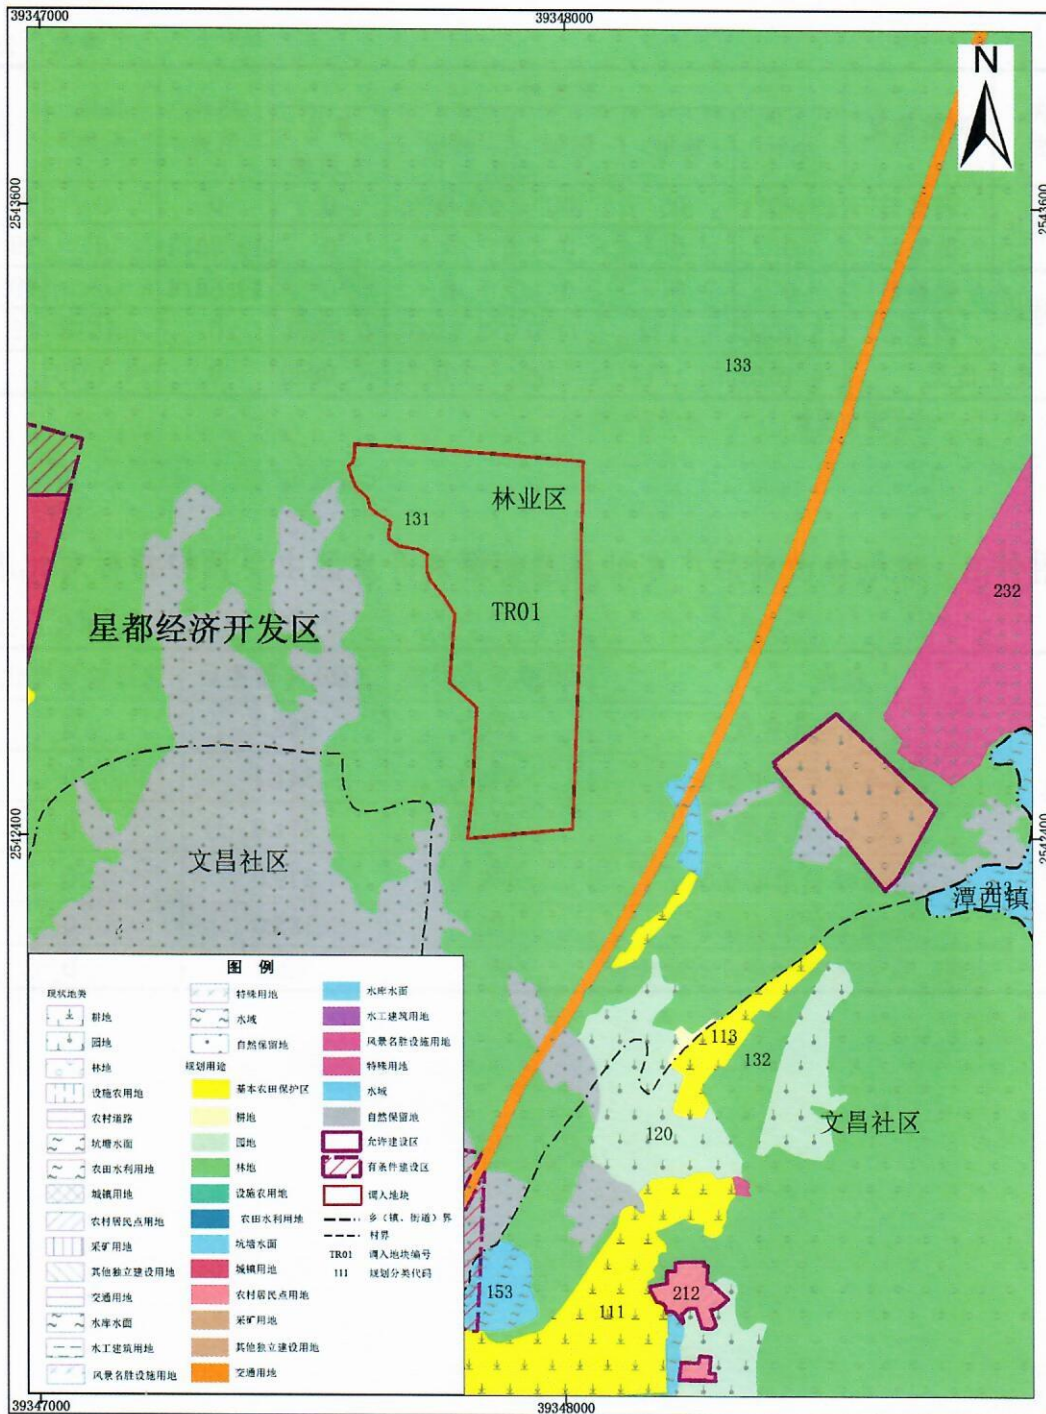 39347000
39348000
N
2543600
2543600
133
林业区
131
232
TR01
星都经济开发区
2542400
2542400
文昌社区
潭西镇
113
132
文昌社区
120
153
111
212
图 例
现状地类
耕地
园地
林地
设施农用地
农村道路
坑塘水面
农田水利用地
城镇用地
农村居民点用地
采矿用地
其他独立建设用地
交通用地
水库水面
水工建筑用地
风景名胜设施用地
特殊用地
水域
自然保留地
规划用途
基本农田保护区
耕地
园地
林地
设施农用地
农田水利用地
坑塘水面
城镇用地
农村居民点用地
采矿用地
其他独立建设用地
交通用地
水库水面
水工建筑用地
风景名胜设施用地
特殊用地
水域
自然保留地
允许建设区
有条件建设区
调入地块
乡（镇、街道）界
村界
TR01 调入地块编号
111 规划分类代码
39347000
39348000